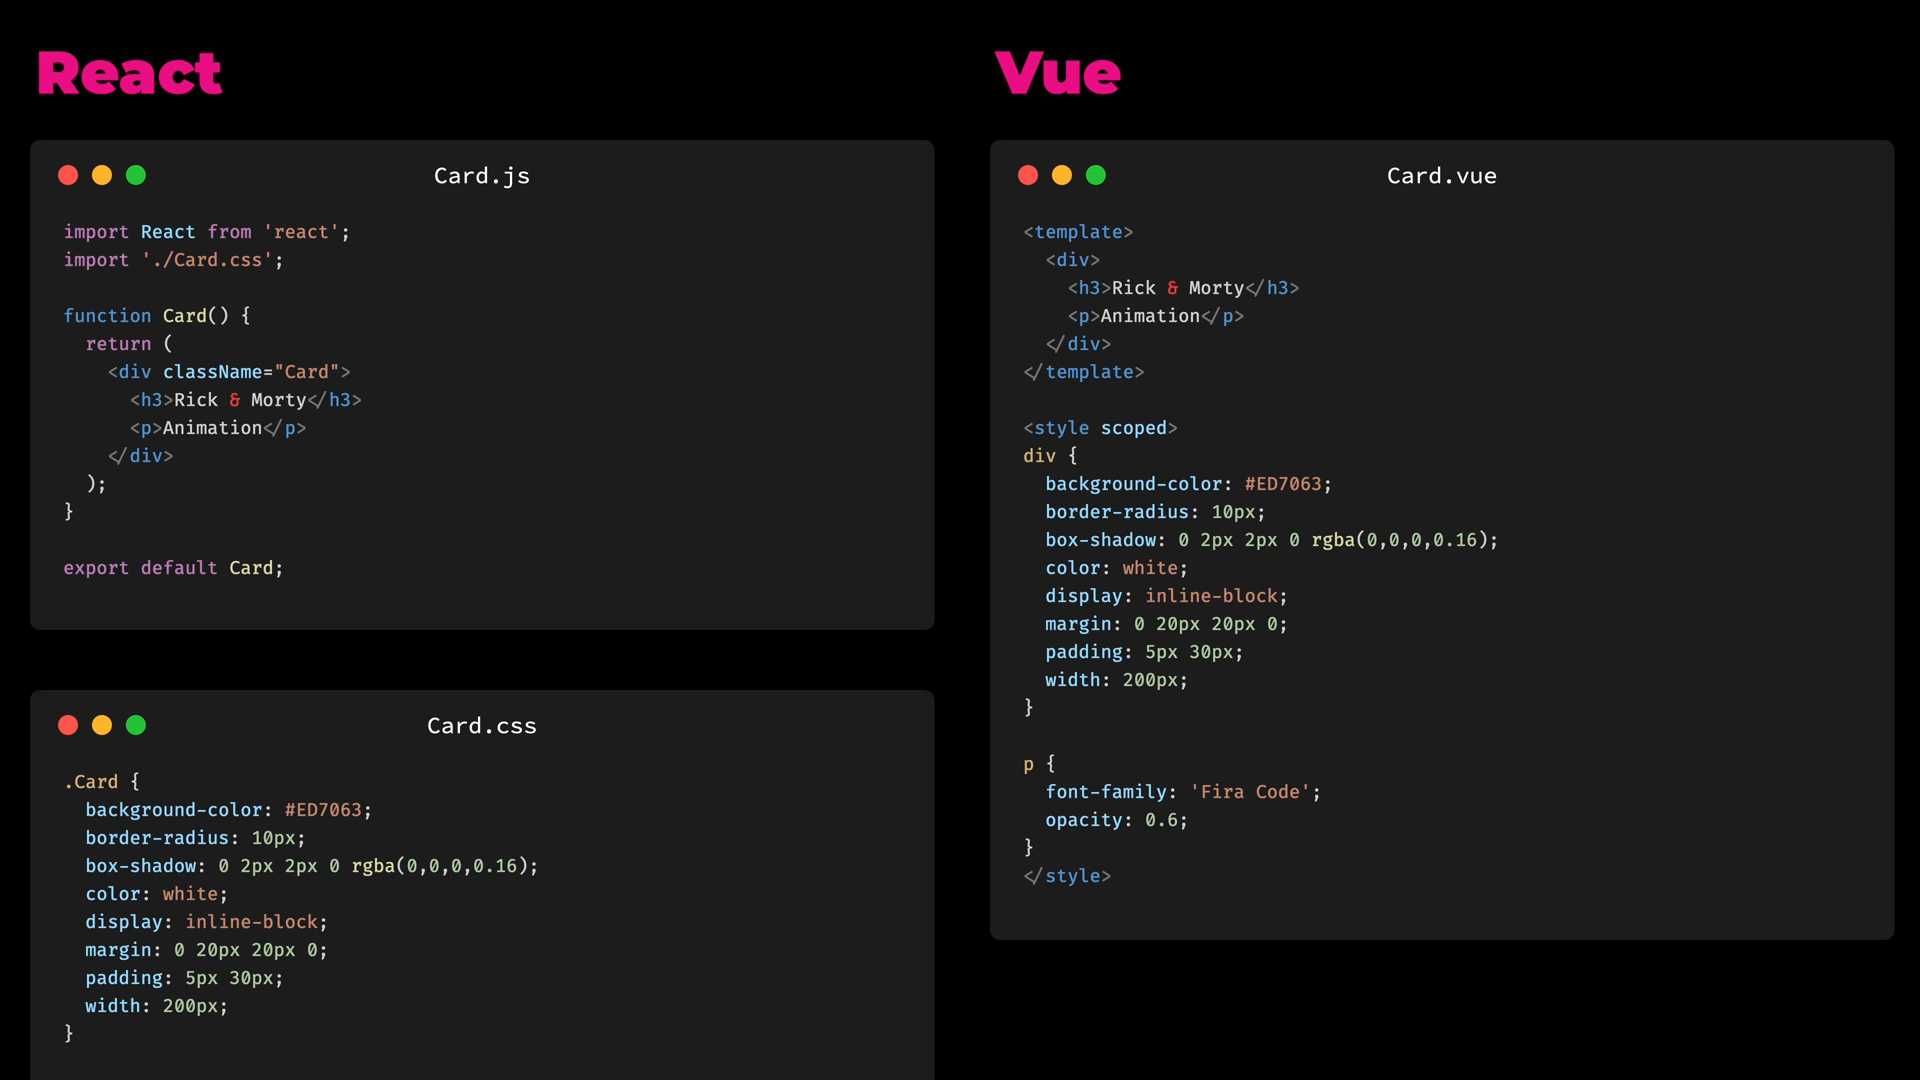 React
Card.js
import React from 'react';
import './Card.css';
function Card() {
  return (
    <div className="Card">
      <h3>Rick & Morty</h3>
      <p>Animation</p>
    </div>
  );
}
export default Card;
Card.css
.Card {
  background-color: #ED7063;
  border-radius: 10px;
  box-shadow: 0 2px 2px 0 rgba(0,0,0,0.16);
  color: white;
  display: inline-block;
  margin: 0 20px 20px 0;
  padding: 5px 30px;
  width: 200px;
}
Vue
Card.vue
<template>
  <div>
    <h3>Rick & Morty</h3>
    <p>Animation</p>
  </div>
</template>
<style scoped>
div {
  background-color: #ED7063;
  border-radius: 10px;
  box-shadow: 0 2px 2px 0 rgba(0,0,0,0.16);
  color: white;
  display: inline-block;
  margin: 0 20px 20px 0;
  padding: 5px 30px;
  width: 200px;
}
p {
  font-family: 'Fira Code';
  opacity: 0.6;
}
</style>